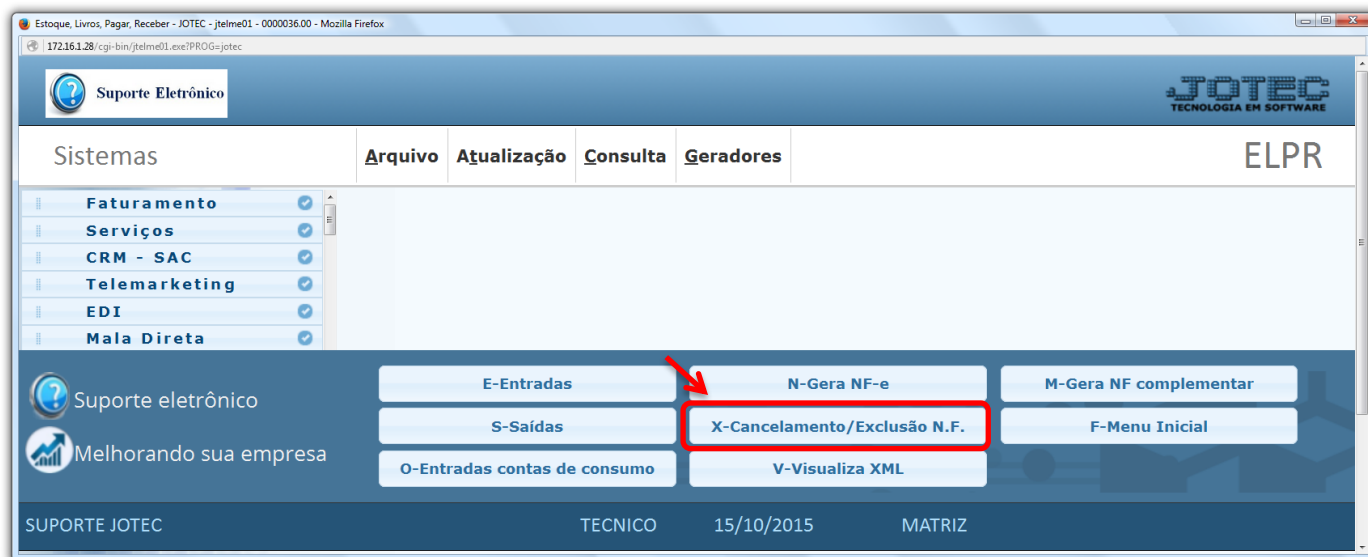 Estoque, Livros, Pagar, Receber - JOTEC - jtelme01 - 0000036.00 - Mozilla Firefox
172.16.1.28/cgi-bin/jtelme01.exe?PROG=jotec
Suporte Eletrônico
JOTEC
TECNOLOGIA EM SOFTWARE
Sistemas
Arquivo Atualização Consulta Geradores
ELPR
Faturamento
Serviços
CRM - SAC
Telemarketing
EDI
Mala Direta
Suporte eletrônico
Melhorando sua empresa
E-Entradas N-Gera NF-e M-Gera NF complementar
S-Saídas X-Cancelamento/Exclusão N.F. F-Menu Inicial
O-Entradas contas de consumo V-Visualiza XML
SUPORTE JOTEC TECNICO 15/10/2015 MATRIZ